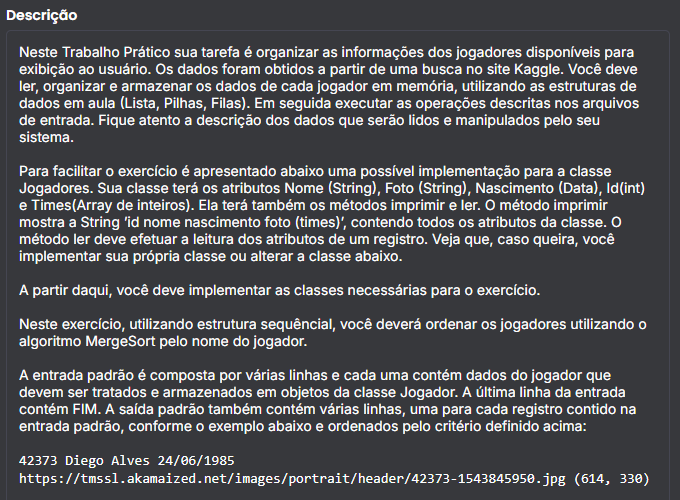 Descrição
Neste Trabalho Prático sua tarefa é organizar as informações dos jogadores disponíveis para
exibição ao usuário. Os dados foram obtidos a partir de uma busca no site Kaggle. Você deve
ler, organizar e armazenar os dados de cada jogador em memória, utilizando as estruturas de
dados em aula (Lista, Pilhas, Filas). Em seguida executar as operações descritas nos arquivos
de entrada. Fique atento a descrição dos dados que serão lidos e manipulados pelo seu
sistema.
Para facilitar o exercício é apresentado abaixo uma possível implementação para a classe
Jogadores. Sua classe terá os atributos Nome (String), Foto (String), Nascimento (Data), Id(int)
e Times(Array de inteiros). Ela terá também os métodos imprimir e ler. O método imprimir
mostra a String 'id nome nascimento foto (times)', contendo todos os atributos da classe. O
método ler deve efetuar a leitura dos atributos de um registro. Veja que, caso queira, você
implementar sua própria classe ou alterar a classe abaixo.
A partir daqui, você deve implementar as classes necessárias para o exercício.
Neste exercício, utilizando estrutura sequêncial, você deverá ordenar os jogadores utilizando o
algoritmo MergeSort pelo nome do jogador.
A entrada padrão é composta por várias linhas e cada uma contém dados do jogador que
devem ser tratados e armazenados em objetos da classe Jogador. A última linha da entrada
contém FIM. A saída padrão também contém várias linhas, uma para cada registro contido na
entrada padrão, conforme o exemplo abaixo e ordenados pelo critério definido acima:
42373 Diego Alves 24/06/1985
https://tmssl.akamaized.net/images/portrait/header/42373-1543845950.jpg (614, 330)